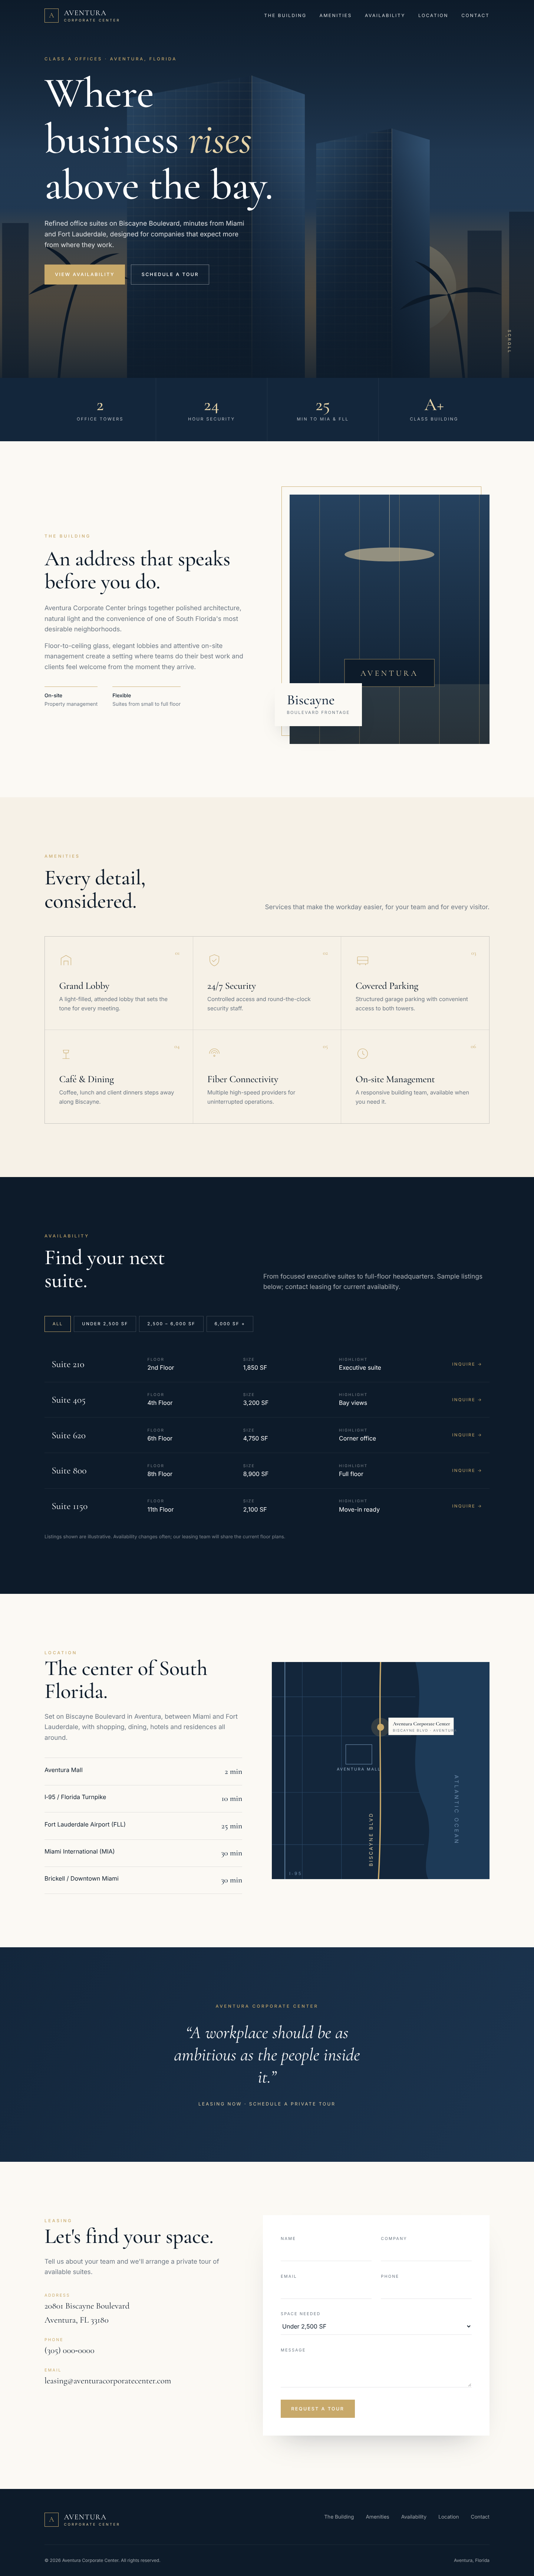 A
AVENTURA
CORPORATE CENTER
THE BUILDING
AMENITIES
AVAILABILITY
LOCATION
CONTACT
CLASS A OFFICES · AVENTURA, FLORIDA
Where
business rises
above the bay.
Refined office suites on Biscayne Boulevard, minutes from Miami
and Fort Lauderdale, designed for companies that expect more
from where they work.
VIEW AVAILABILITY
SCHEDULE A TOUR
SCROLL
2
OFFICE TOWERS
24
HOUR SECURITY
25
MIN TO MIA & FLL
A+
CLASS BUILDING
THE BUILDING
An address that speaks
before you do.
Aventura Corporate Center brings together polished architecture,
natural light and the convenience of one of South Florida's most
desirable neighborhoods.
Floor-to-ceiling glass, elegant lobbies and attentive on-site
management create a setting where teams do their best work and
clients feel welcome from the moment they arrive.
On-site
Property management
Flexible
Suites from small to full floor
AVENTURA
Biscayne
BOULEVARD FRONTAGE
AMENITIES
Every detail,
considered.
Services that make the workday easier, for your team and for every visitor.
Grand Lobby
A light-filled, attended lobby that sets the
tone for every meeting.
24/7 Security
Controlled access and round-the-clock
security staff.
Covered Parking
Structured garage parking with convenient
access to both towers.
Café & Dining
Coffee, lunch and client dinners steps away
along Biscayne.
Fiber Connectivity
Multiple high-speed providers for
uninterrupted operations.
On-site Management
A responsive building team, available when
you need it.
AVAILABILITY
Find your next
suite.
From focused executive suites to full-floor headquarters. Sample listings
below; contact leasing for current availability.
ALL
UNDER 2,500 SF
2,500 – 6,000 SF
6,000 SF +
Suite 210
FLOOR
2nd Floor
SIZE
1,850 SF
HIGHLIGHT
Executive suite
INQUIRE →
Suite 405
FLOOR
4th Floor
SIZE
3,200 SF
HIGHLIGHT
Bay views
INQUIRE →
Suite 620
FLOOR
6th Floor
SIZE
4,750 SF
HIGHLIGHT
Corner office
INQUIRE →
Suite 800
FLOOR
8th Floor
SIZE
8,900 SF
HIGHLIGHT
Full floor
INQUIRE →
Suite 1150
FLOOR
11th Floor
SIZE
2,100 SF
HIGHLIGHT
Move-in ready
INQUIRE →
Listings shown are illustrative. Availability changes often; our leasing team will share the current floor plans.
LOCATION
The center of South
Florida.
Set on Biscayne Boulevard in Aventura, between Miami and Fort
Lauderdale, with shopping, dining, hotels and residences all
around.
Aventura Mall
2 min
I-95 / Florida Turnpike
10 min
Fort Lauderdale Airport (FLL)
25 min
Miami International (MIA)
30 min
Brickell / Downtown Miami
30 min
Aventura Corporate Center
BISCAYNE BLVD · AVENTUR
AVENTURA MALL
ATLANTIC OCEAN
BISCAYNE BLVD
I-95
AVENTURA CORPORATE CENTER
“A workplace should be as
ambitious as the people inside
it.”
LEASING NOW · SCHEDULE A PRIVATE TOUR
LEASING
Let's find your space.
Tell us about your team and we'll arrange a private tour of
available suites.
ADDRESS
20801 Biscayne Boulevard
Aventura, FL 33180
PHONE
(305) 000-0000
EMAIL
leasing@aventuracorporatecenter.com
NAME
COMPANY
EMAIL
PHONE
SPACE NEEDED
Under 2,500 SF
MESSAGE
REQUEST A TOUR
A
AVENTURA
CORPORATE CENTER
The Building
Amenities
Availability
Location
Contact
© 2026 Aventura Corporate Center. All rights reserved.
Aventura, Florida